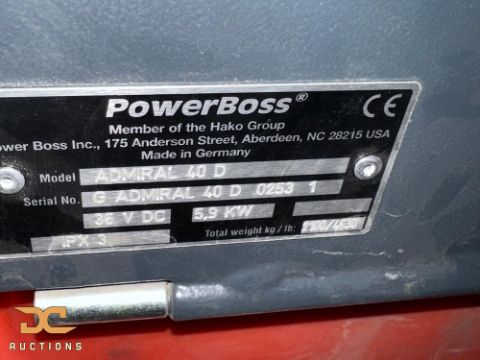 PowerBoss®
CE
Member of the Hako Group
ower Boss Inc., 175 Anderson Street, Aberdeen, NC 28215 USA
Made in Germany
Model ADMIRAL 40 D
Serial No. G ADMIRAL 40 D 0253 1
36 V DC 5,9 KW
IPX 3 Total weight kg / lb:
DC
AUCTIONS